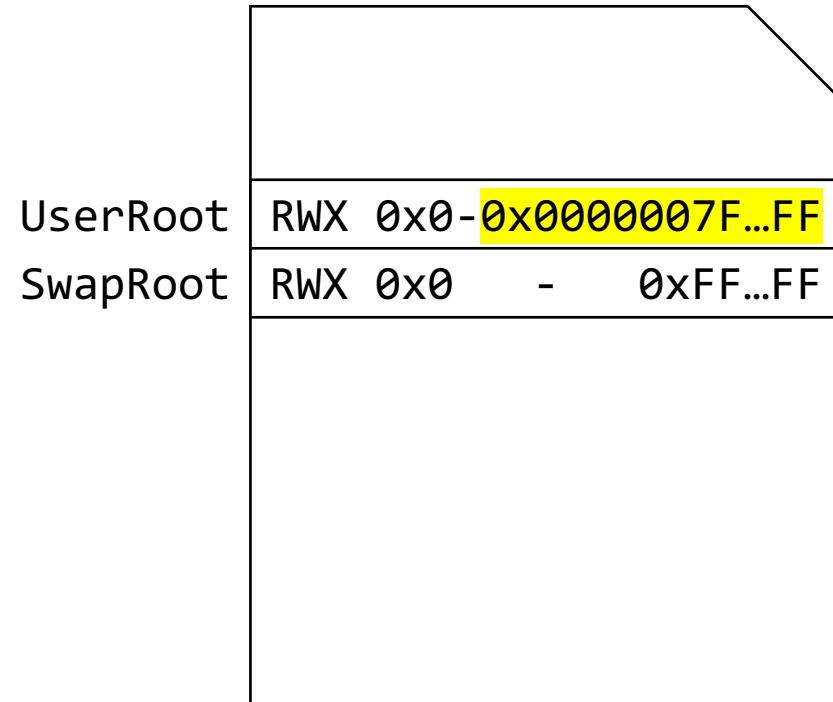 UserRoot RWX 0x0-0x0000007F…FF
SwapRoot RWX 0x0 - 0xFF…FF